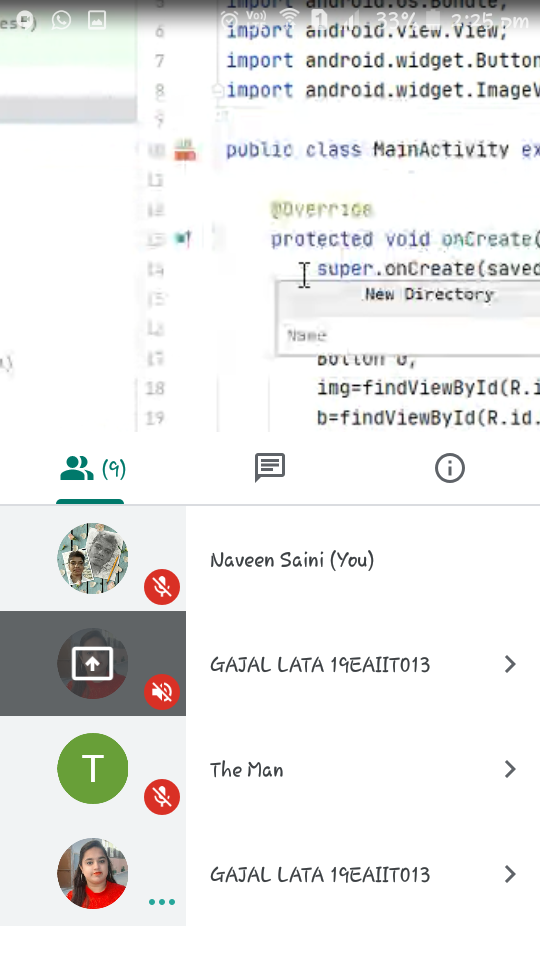 es?)
1
33%
2:25 pm
5
import android.os.Bundle;
6
import android.view.View;
7
import android.widget.Button
8
import android.widget.ImageV
9
10
public class MainActivity ex
11
12
@Override
13
protected void onCreate(
14
super.onCreate(saved
New Directory
15
Name
16
17
Button b,
18
img=findViewById(R.i
19
b=findViewById(R.id.
(9)
Naveen Saini (You)
GAJAL LATA 19EAIIT013
T
The Man
GAJAL LATA 19EAIIT013